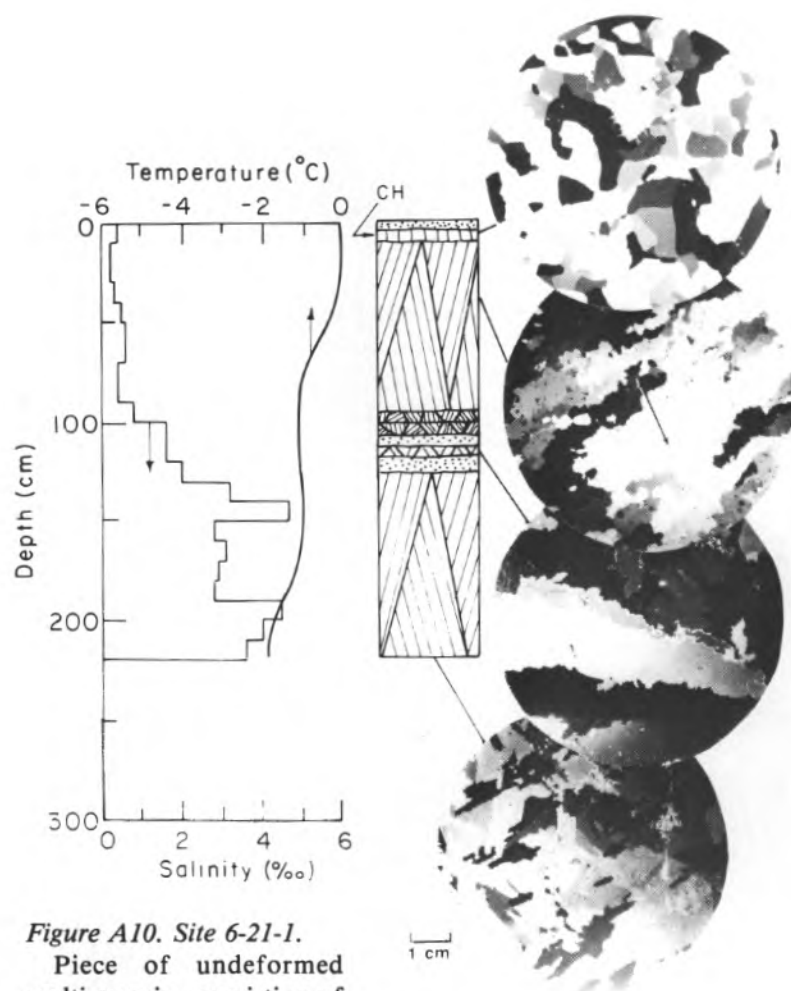 Temperature (°C)
-6 -4 -2 0
CH
0
100
200
300
Depth (cm)
0 2 4 6
Salinity (‰)
1 cm
Figure A10. Site 6-21-1.
Piece of undeformed